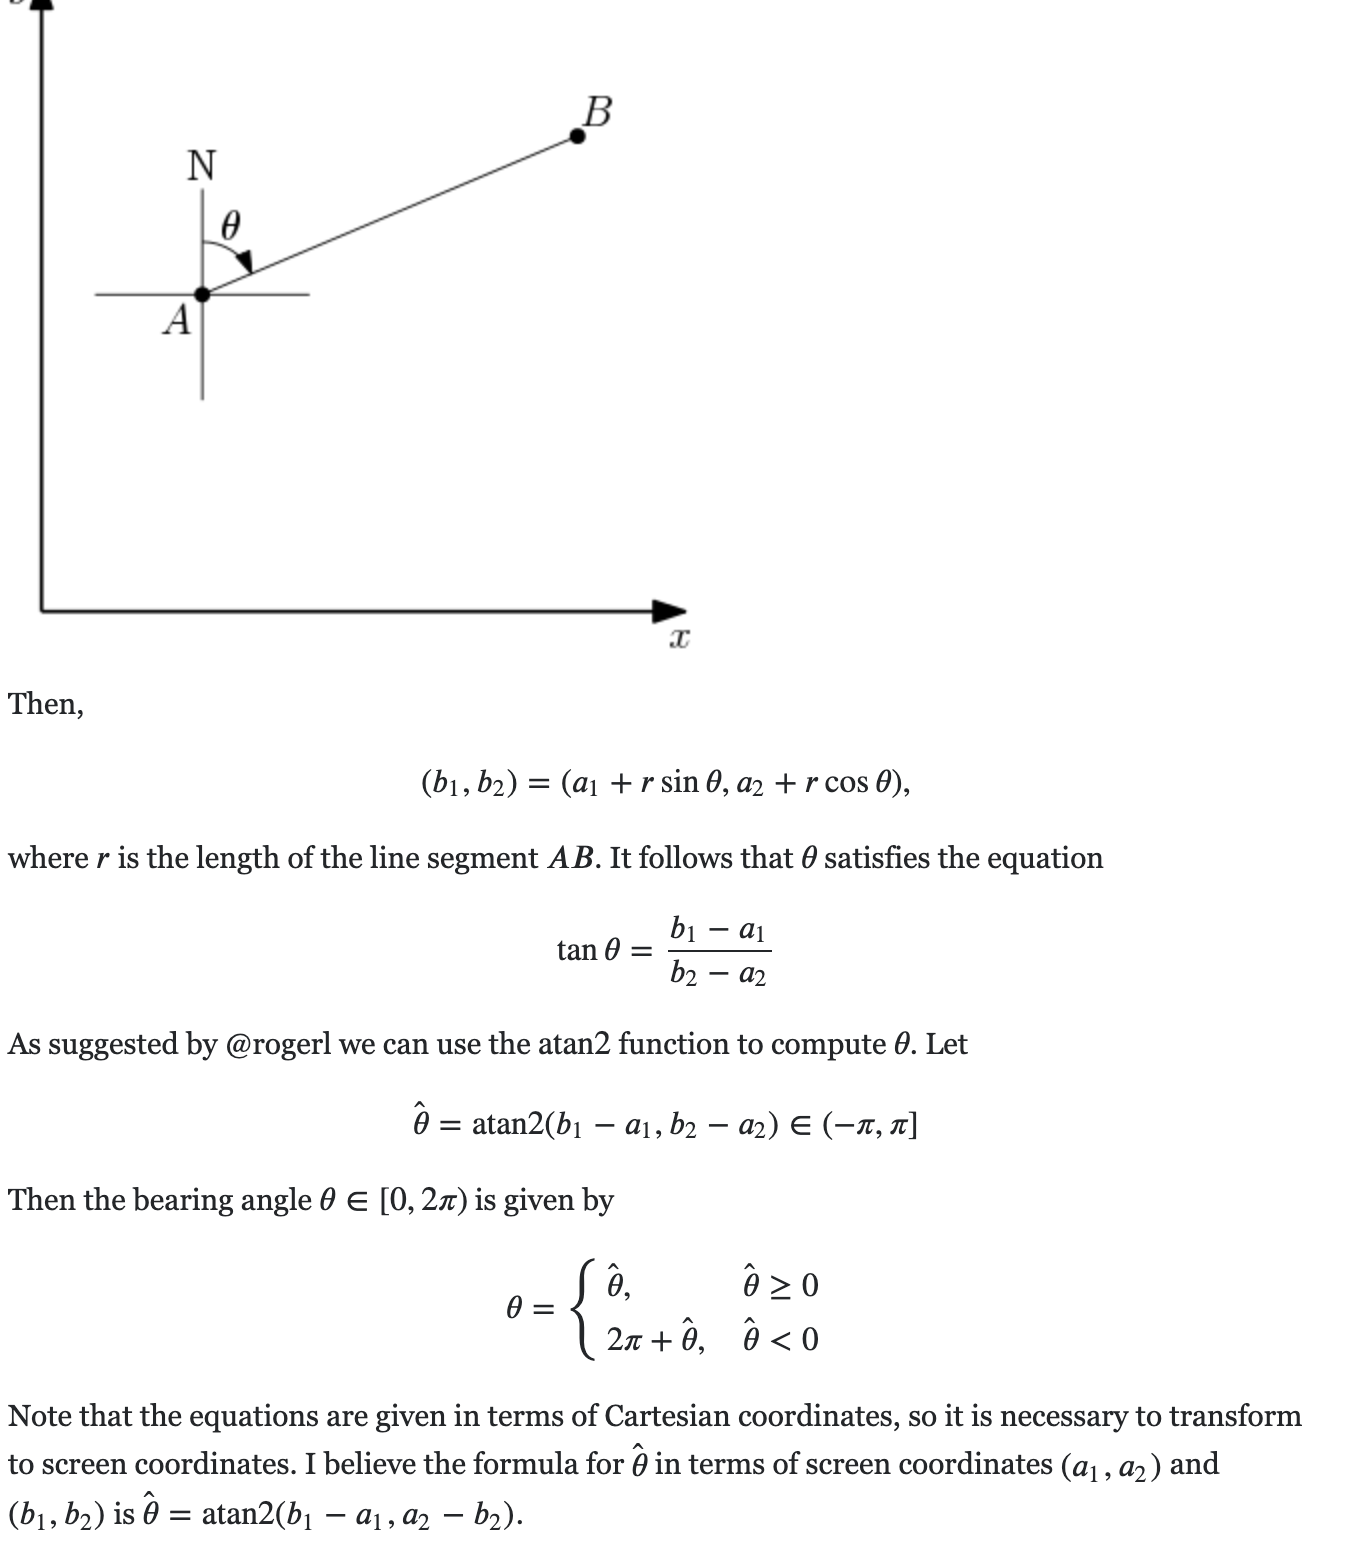 B
N
θ
A
x
Then,
(b₁, b₂) = (a₁ + r sin θ, a₂ + r cos θ),
where r is the length of the line segment AB. It follows that θ satisfies the equation
tan θ = (b₁ − a₁) / (b₂ − a₂)
As suggested by @rogerl we can use the atan2 function to compute θ. Let
θ̂ = atan2(b₁ − a₁, b₂ − a₂) ∈ (−π, π]
Then the bearing angle θ ∈ [0, 2π) is given by
θ = { θ̂, θ̂ ≥ 0
2π + θ̂, θ̂ < 0
Note that the equations are given in terms of Cartesian coordinates, so it is necessary to transform
to screen coordinates. I believe the formula for θ̂ in terms of screen coordinates (a₁, a₂) and
(b₁, b₂) is θ̂ = atan2(b₁ − a₁, a₂ − b₂).